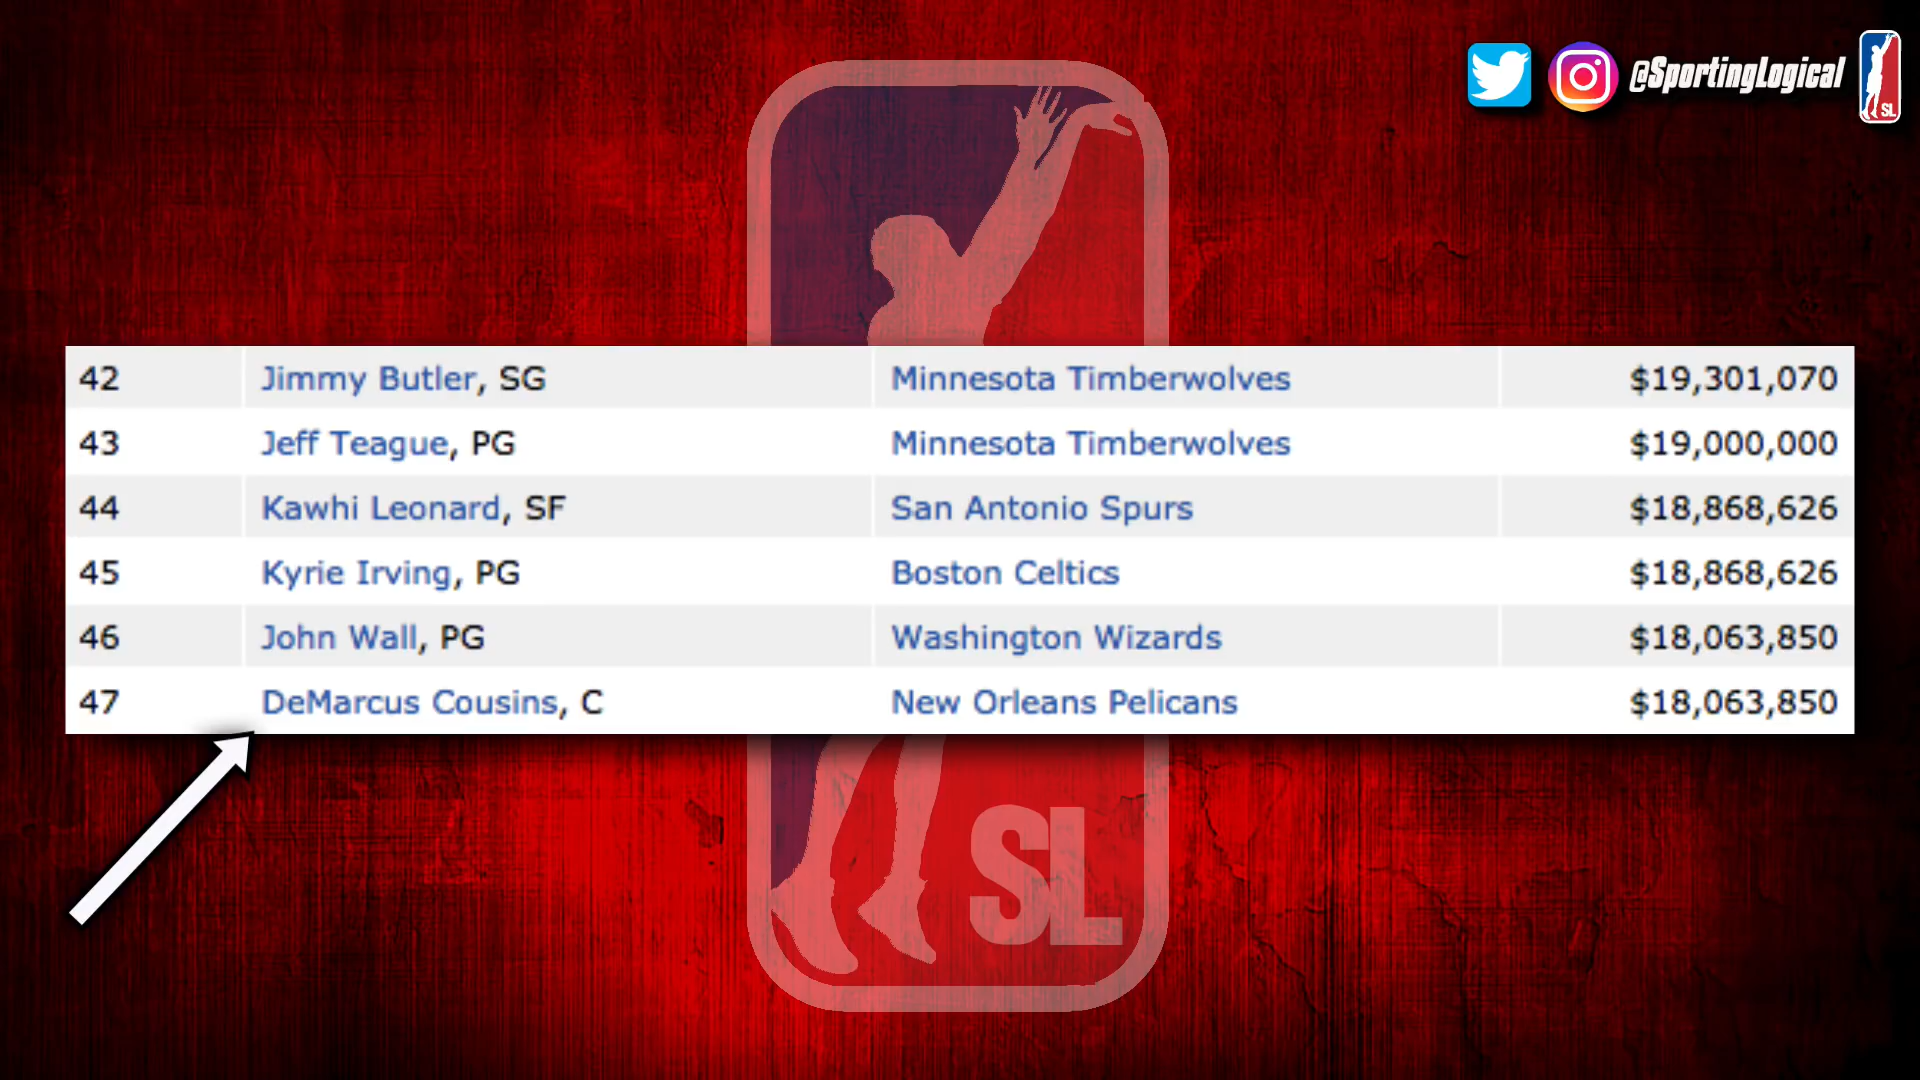 @SportingLogical
SL
42 Jimmy Butler, SG Minnesota Timberwolves $19,301,070
43 Jeff Teague, PG Minnesota Timberwolves $19,000,000
44 Kawhi Leonard, SF San Antonio Spurs $18,868,626
45 Kyrie Irving, PG Boston Celtics $18,868,626
46 John Wall, PG Washington Wizards $18,063,850
47 DeMarcus Cousins, C New Orleans Pelicans $18,063,850
SL